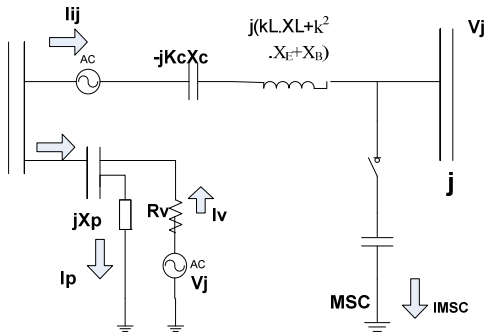 Iij
j(kL.XL+k²
.XE+XB)
Vj
AC
-jKcXc
j
jXp
Rv
Iv
AC
Vj
Ip
MSC
IMSC